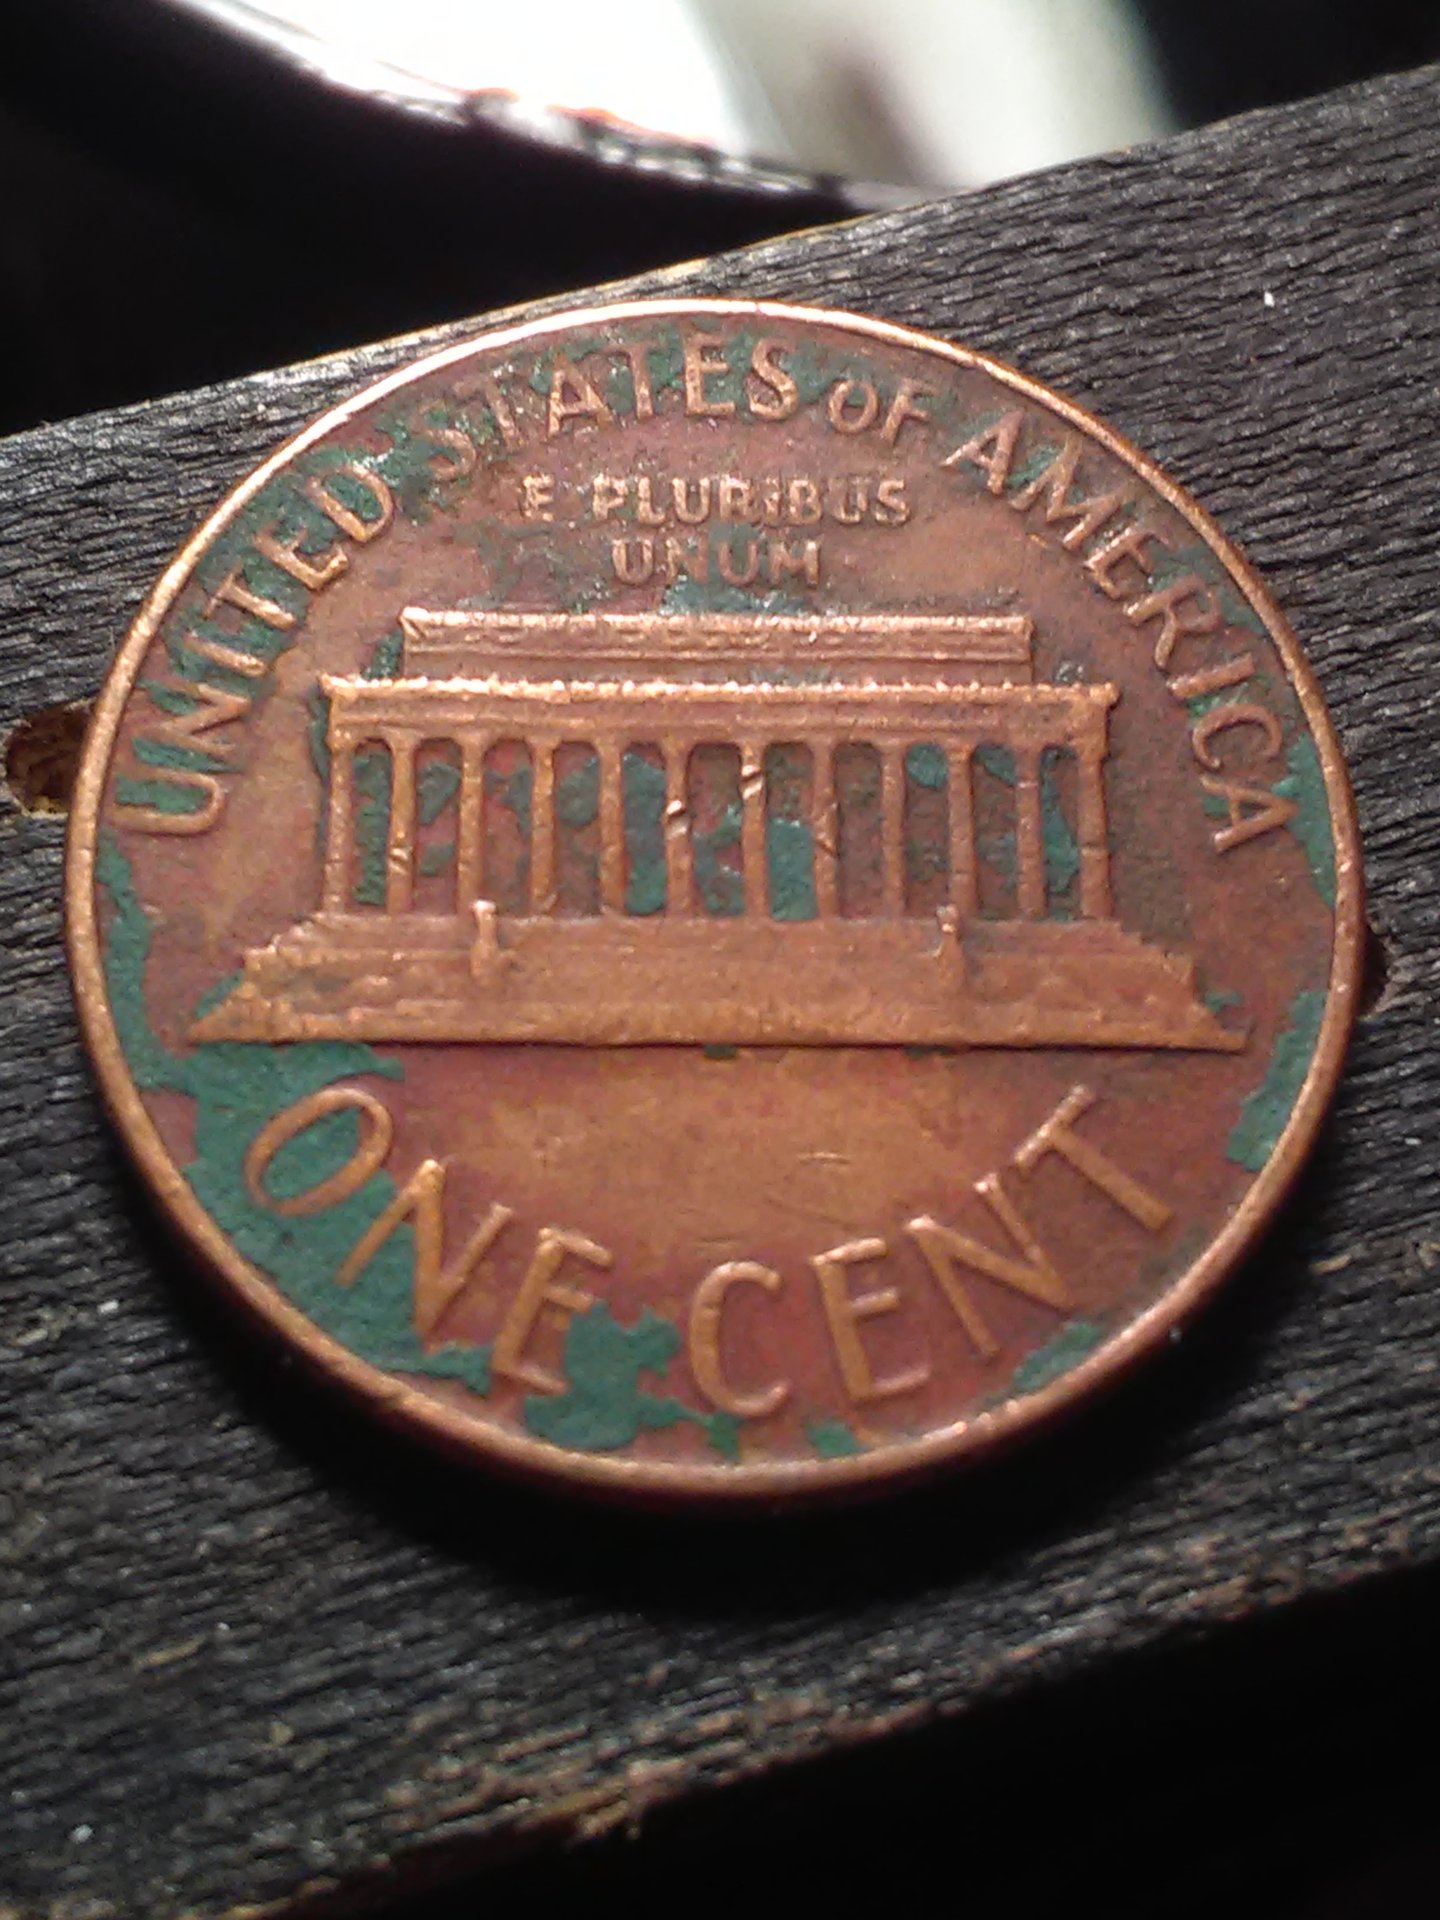 UNITED STATES OF AMERICA
E PLURIBUS
UNUM
ONE CENT